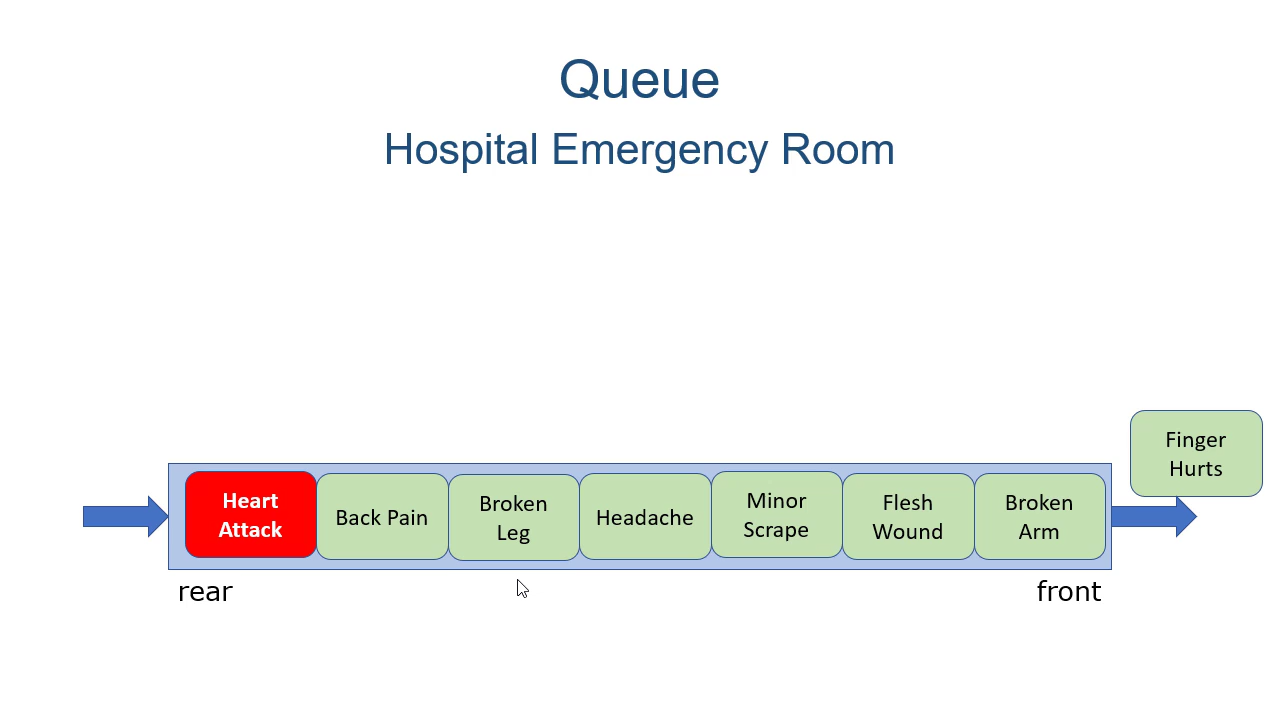 Queue
Hospital Emergency Room
Finger
Hurts
Heart
Attack
Back Pain
Broken
Leg
Headache
Minor
Scrape
Flesh
Wound
Broken
Arm
rear
front